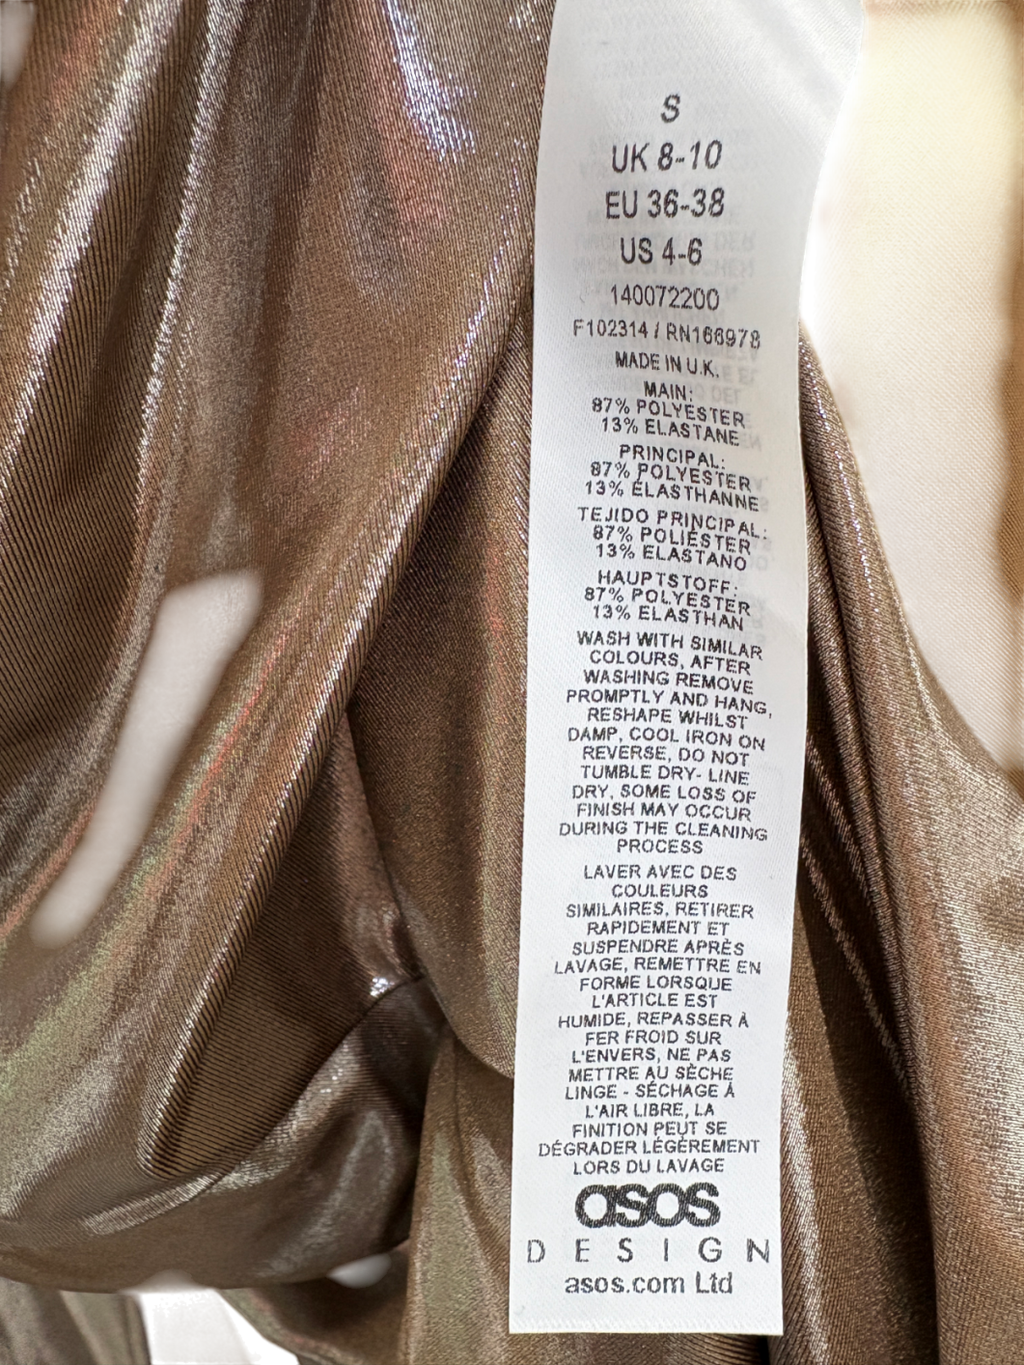 S
UK 8-10
EU 36-38
US 4-6
140072200
F102314 / RN166978
MADE IN U.K.
MAIN:
87% POLYESTER
13% ELASTANE
PRINCIPAL:
87% POLYESTER
13% ÉLASTHANNE
TEJIDO PRINCIPAL:
87% POLIÉSTER
13% ELASTANO
HAUPTSTOFF:
87% POLYESTER
13% ELASTHAN
WASH WITH SIMILAR
COLOURS, AFTER
WASHING REMOVE
PROMPTLY AND HANG,
RESHAPE WHILST
DAMP, COOL IRON ON
REVERSE, DO NOT
TUMBLE DRY- LINE
DRY, SOME LOSS OF
FINISH MAY OCCUR
DURING THE CLEANING
PROCESS
LAVER AVEC DES
COULEURS
SIMILAIRES, RETIRER
RAPIDEMENT ET
SUSPENDRE APRÈS
LAVAGE, REMETTRE EN
FORME LORSQUE
L'ARTICLE EST
HUMIDE, REPASSER À
FER FROID SUR
L'ENVERS, NE PAS
METTRE AU SÈCHE
LINGE - SÉCHAGE À
L'AIR LIBRE, LA
FINITION PEUT SE
DÉGRADER LÉGÈREMENT
LORS DU LAVAGE
asos
DESIGN
asos.com Ltd